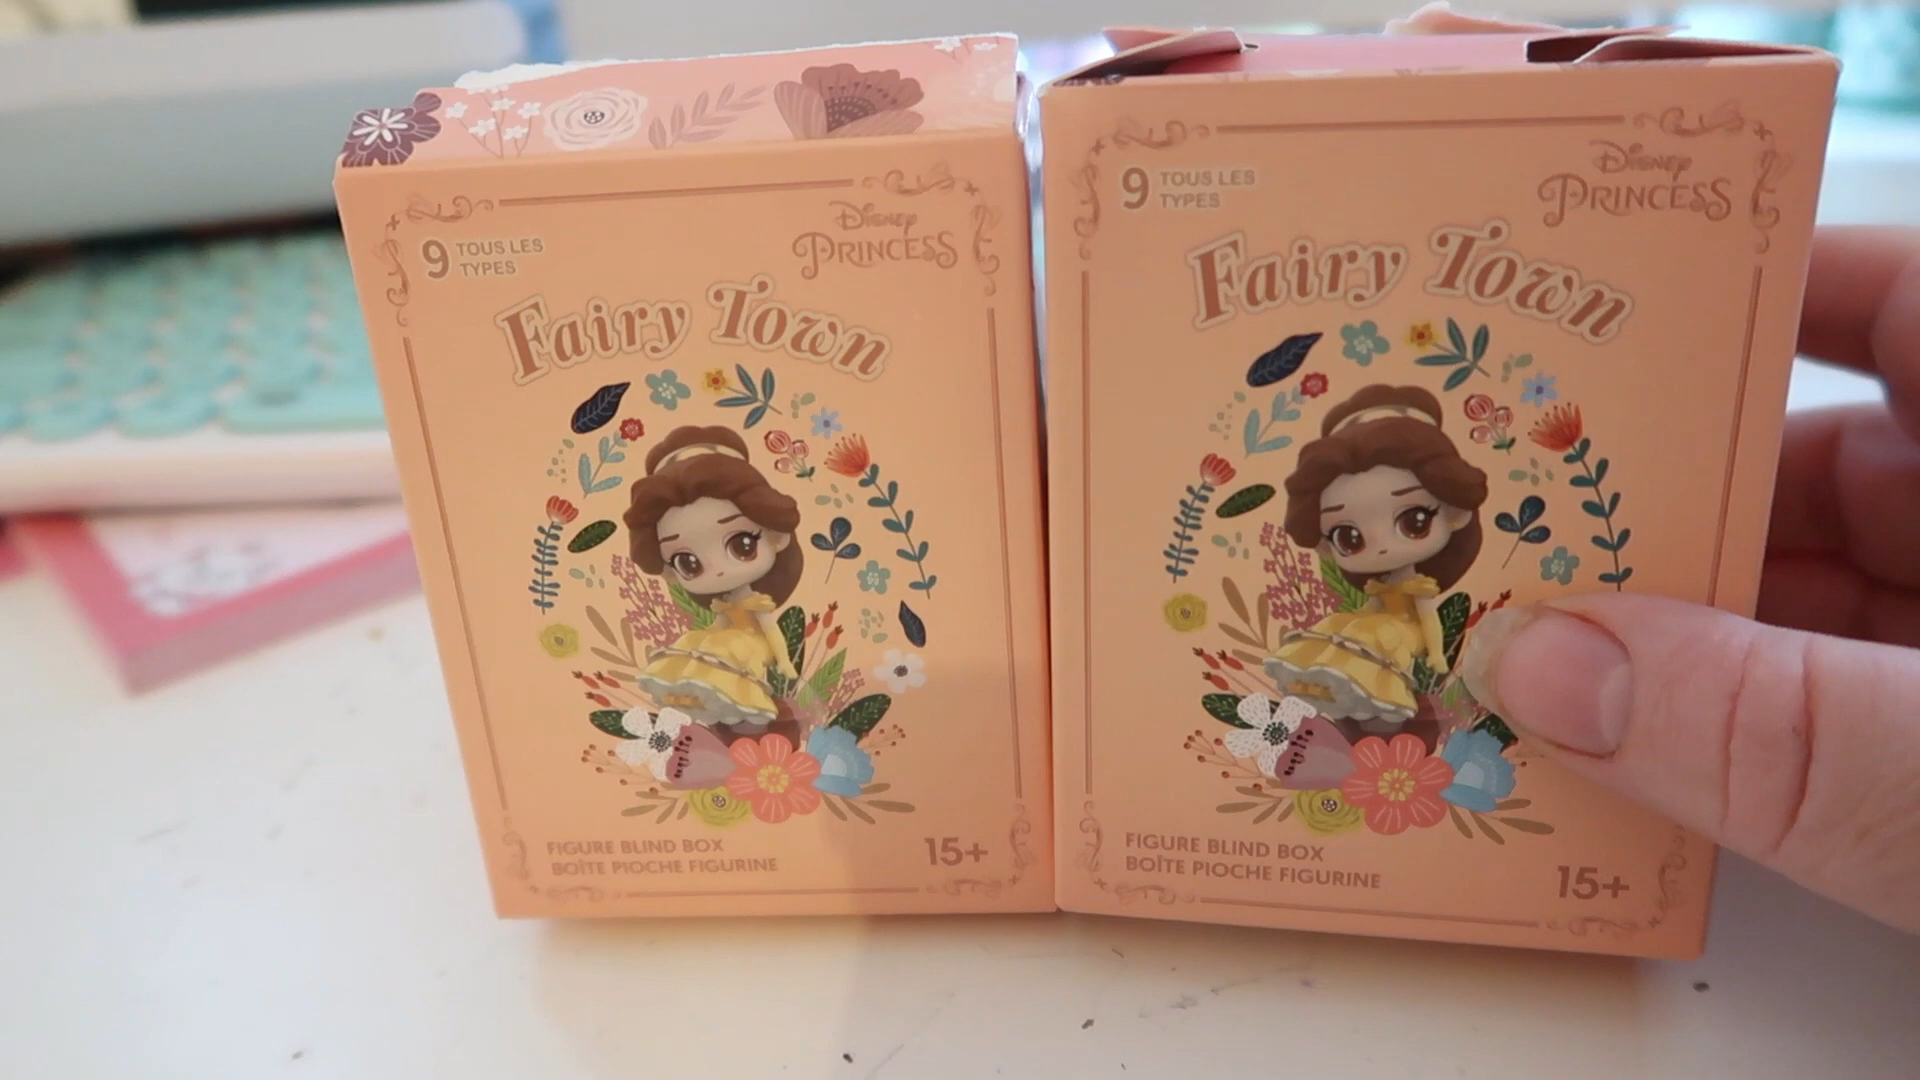 9 TOUS LES
TYPES
Disney
PRINCESS
Fairy Town
FIGURE BLIND BOX
BOÎTE PIOCHE FIGURINE
15+
9 TOUS LES
TYPES
Disney
PRINCESS
Fairy Town
FIGURE BLIND BOX
BOÎTE PIOCHE FIGURINE
15+